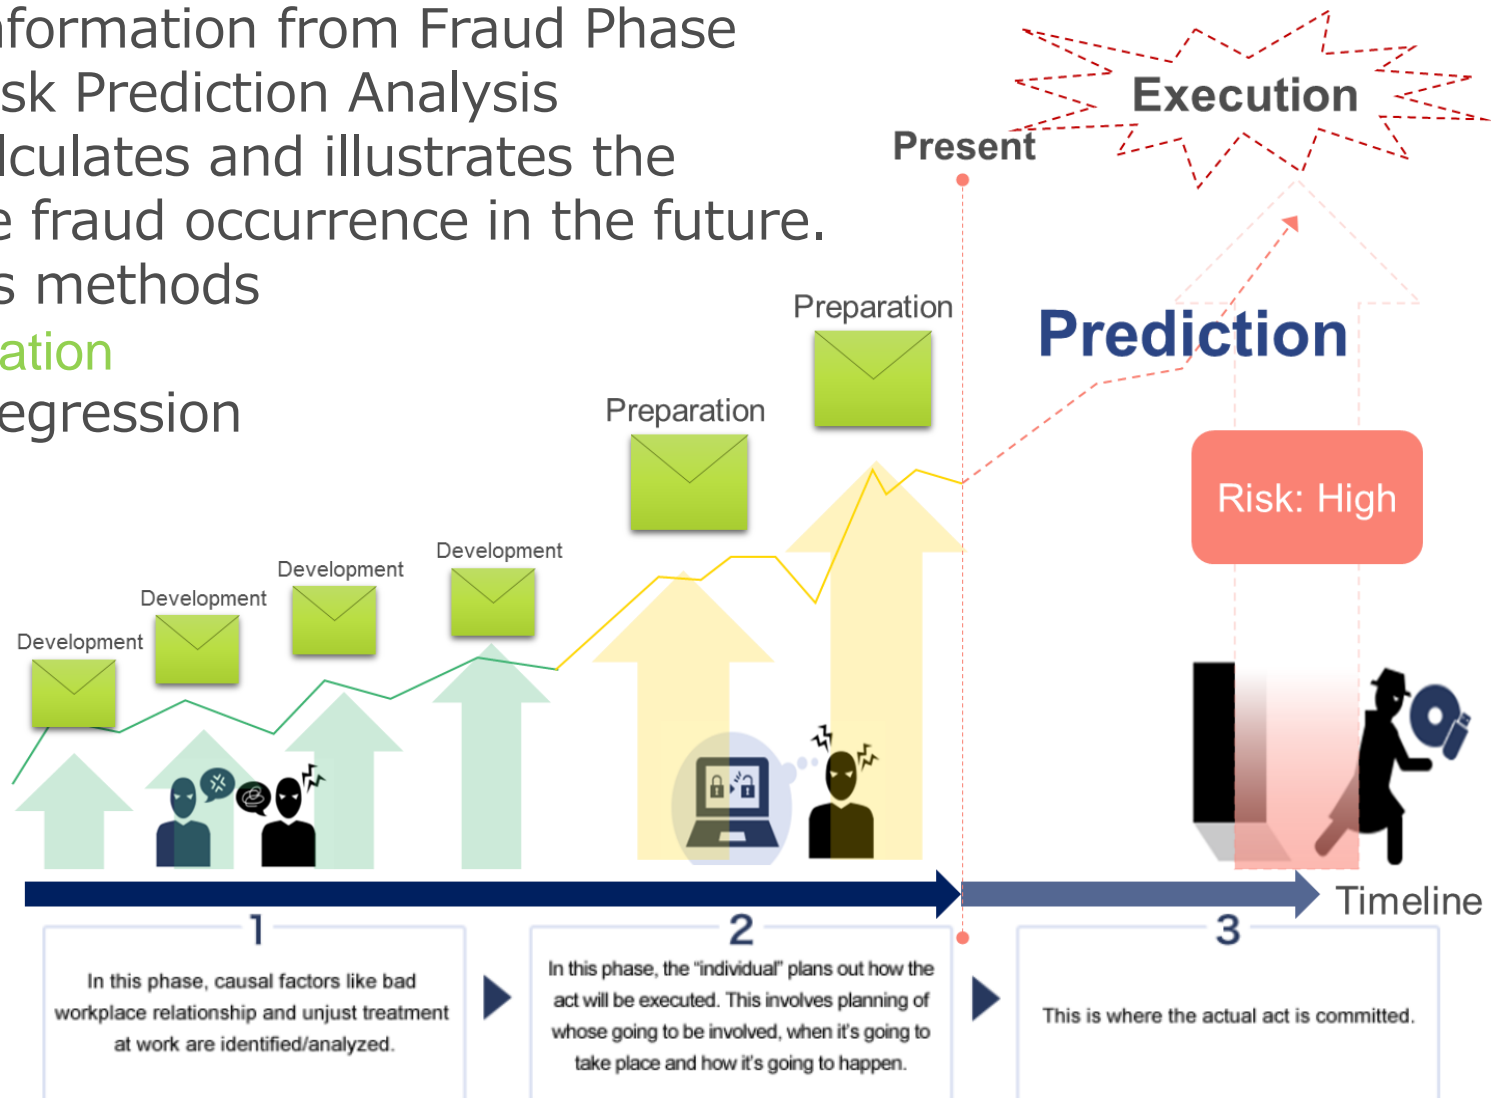 nformation from Fraud Phase
sk Prediction Analysis
lculates and illustrates the
e fraud occurrence in the future.
s methods
ation
egression
Execution
Present
Prediction
Preparation
Preparation
Risk: High
Development
Development
Development
Development
Timeline
1
In this phase, causal factors like bad
workplace relationship and unjust treatment
at work are identified/analyzed.
2
In this phase, the "individual" plans out how the
act will be executed. This involves planning of
whose going to be involved, when it's going to
take place and how it's going to happen.
3
This is where the actual act is committed.